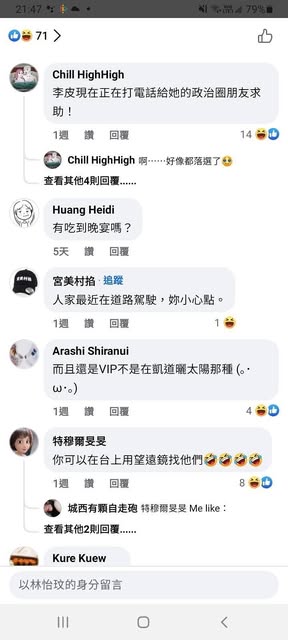 21:47
79%
71
Chill HighHigh
李皮現在正在打電話給她的政治圈朋友求
助！
1週 讚 回覆 14
Chill HighHigh 啊⋯⋯好像都落選了🥹
查看其他4則回覆......
Huang Heidi
有吃到晚宴嗎？
5天 讚 回覆
宮美村掐 · 追蹤
人家最近在道路駕駛，妳小心點。
1週 讚 回覆 1
Arashi Shiranui
而且還是VIP不是在凱道曬太陽那種 (｡･
ω･｡)
1週 讚 回覆 4
特穆爾旻旻
你可以在台上用望遠鏡找他們🤣🤣🤣🤣
1週 讚 回覆 8
城西有顆自走砲 特穆爾旻旻 Me like：
查看其他2則回覆......
Kure Kuew
以林怡玟的身分留言